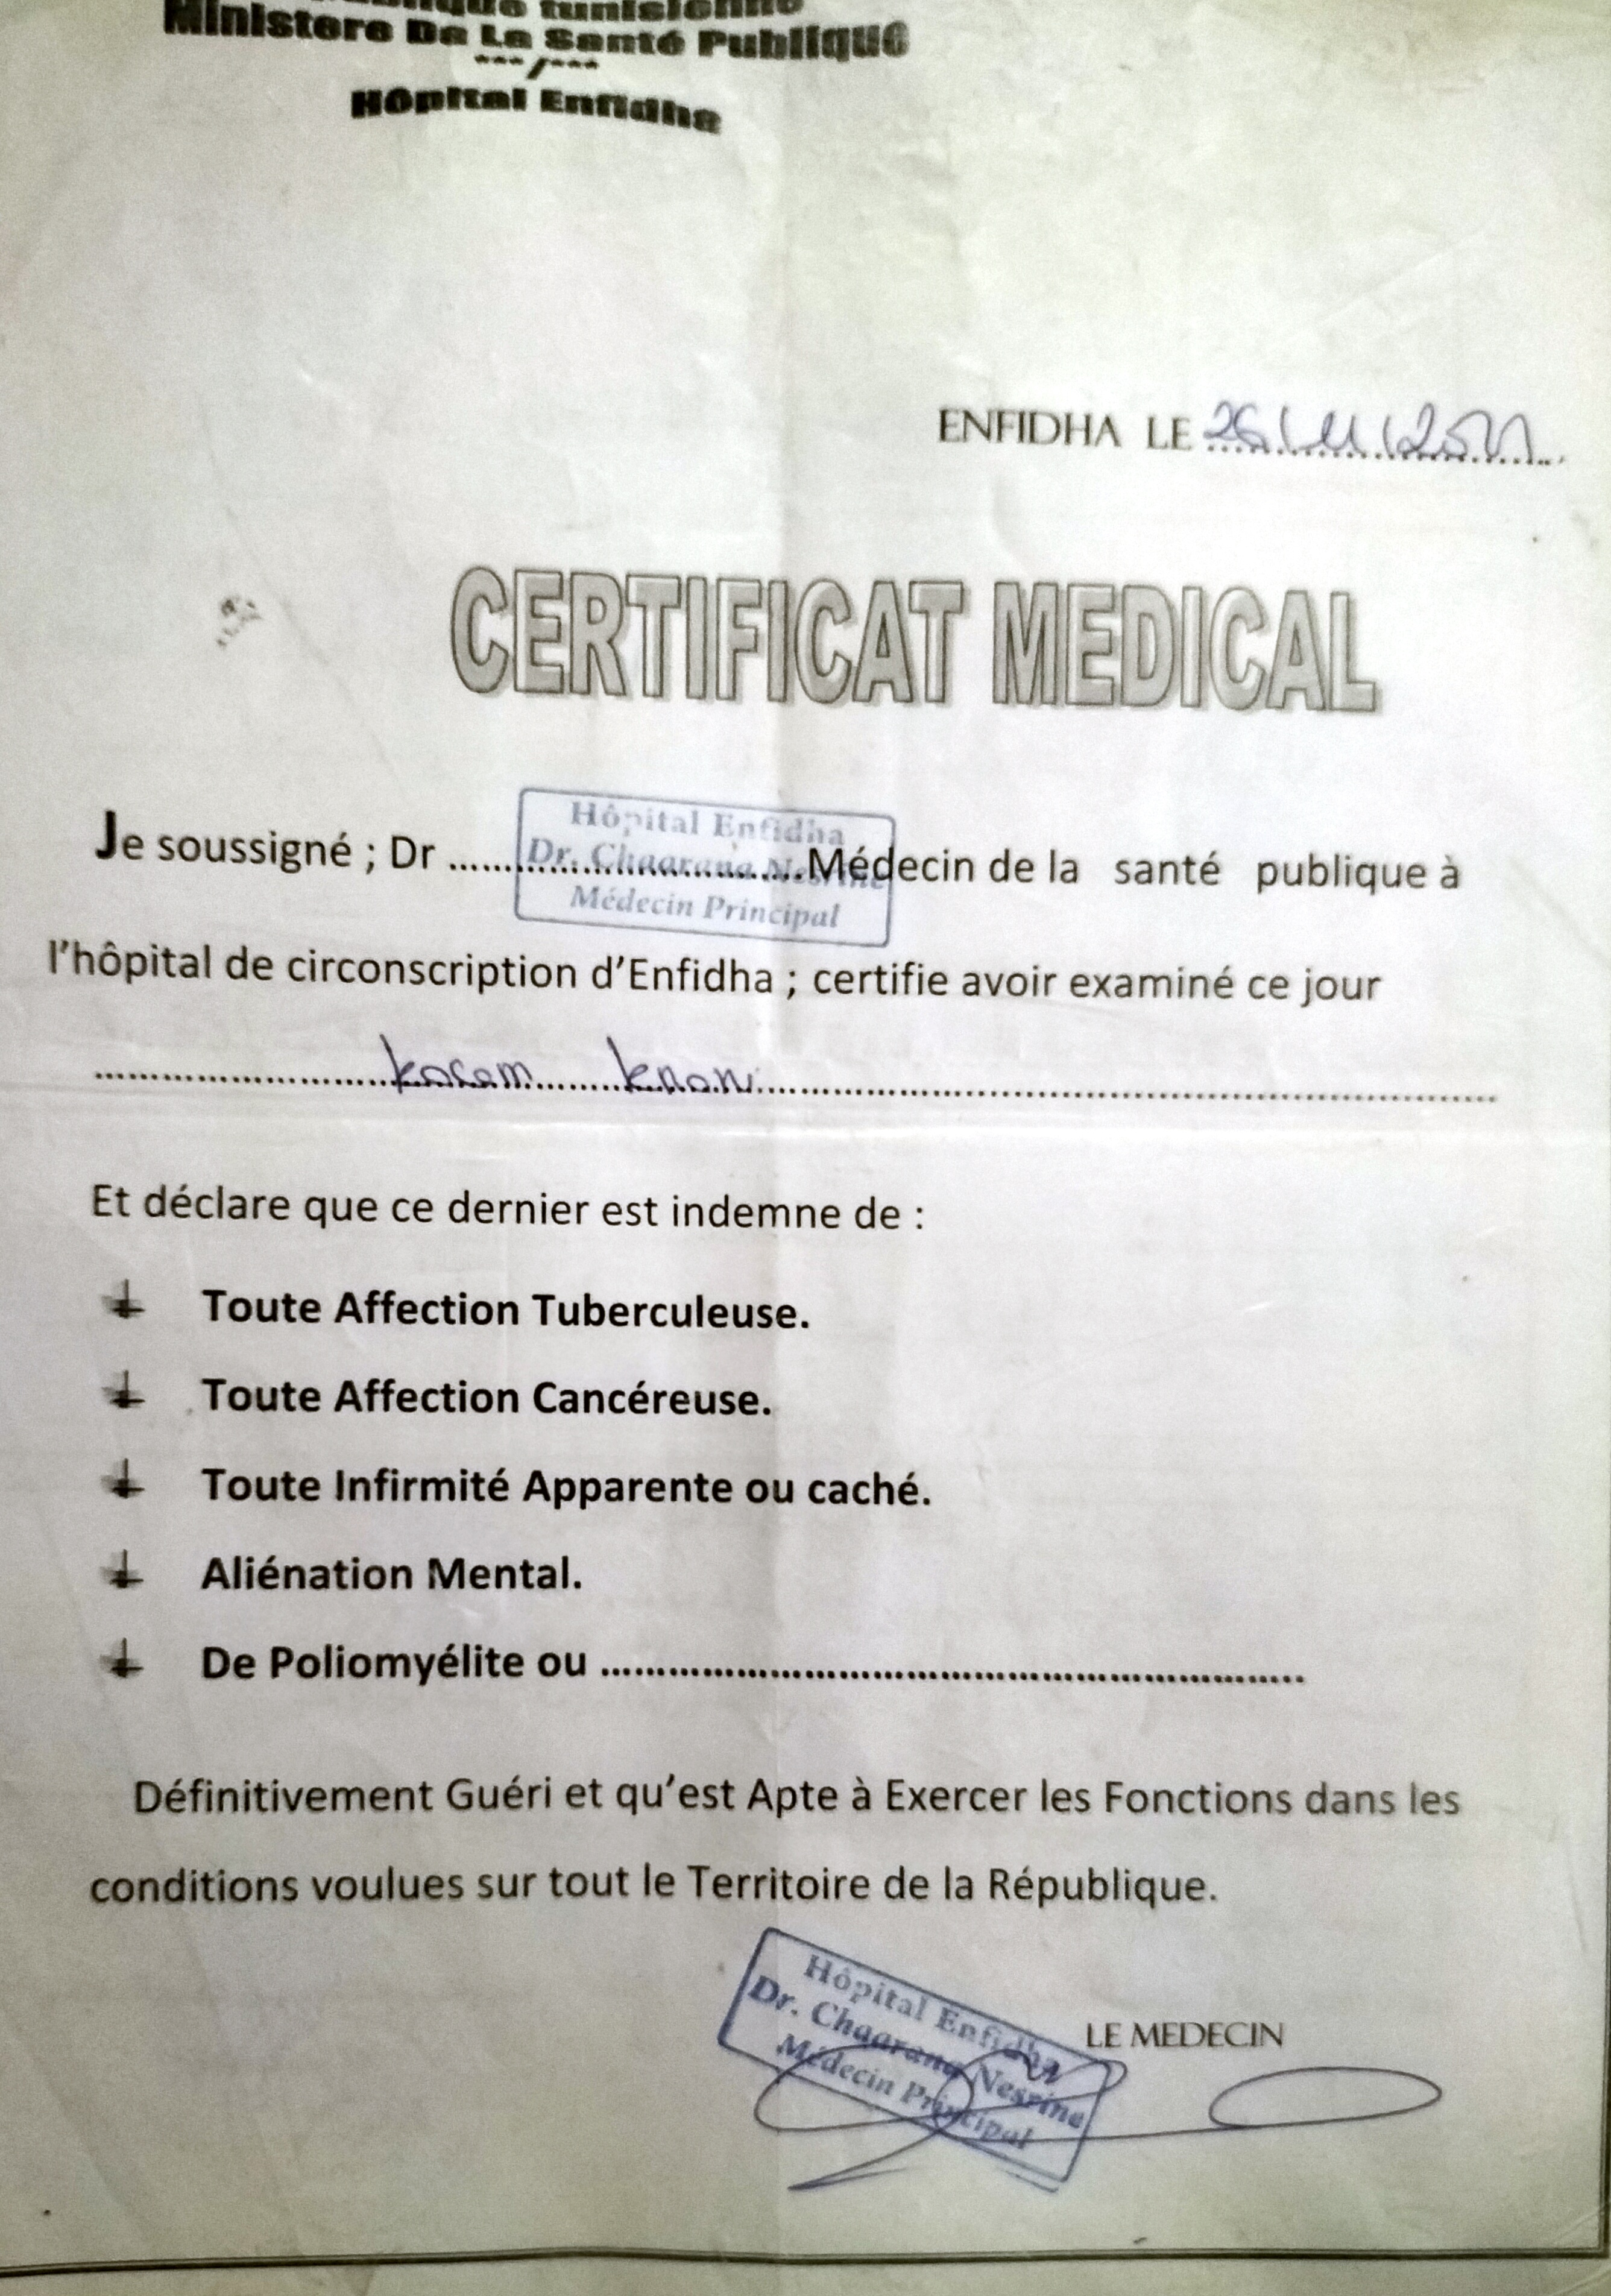 tunisienne
Ministere De La Santé Publique
---/---
Hôpital Enfidha
ENFIDHA LE 26/11/2011
CERTIFICAT MEDICAL
Hôpital Enfidha
Dr. Chaarana Nesrine
Médecin Principal
Je soussigné ; Dr ........................Médecin de la santé publique à
l'hôpital de circonscription d'Enfidha ; certifie avoir examiné ce jour
Karem
Et déclare que ce dernier est indemne de :
Toute Affection Tuberculeuse.
Toute Affection Cancéreuse.
Toute Infirmité Apparente ou caché.
Aliénation Mental.
De Poliomyélite ou ........................
Définitivement Guéri et qu'est Apte à Exercer les Fonctions dans les
conditions voulues sur tout le Territoire de la République.
LE MEDECIN
Hôpital Enfidha
Dr. Chaarana Nesrine
Médecin Principal